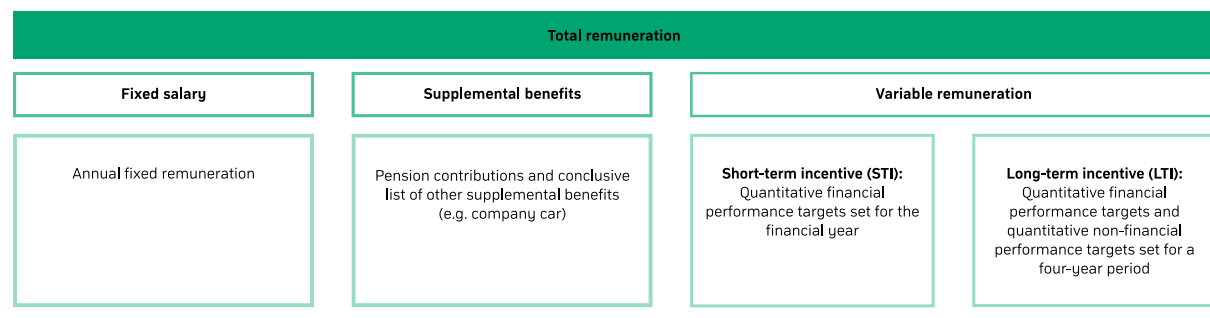 Total remuneration
Fixed salary
Supplemental benefits
Variable remuneration
Annual fixed remuneration
Pension contributions and conclusive
list of other supplemental benefits
(e.g. company car)
Short-term incentive (STI):
Quantitative financial
performance targets set for the
financial year
Long-term incentive (LTI):
Quantitative financial
performance targets and
quantitative non-financial
performance targets set for a
four-year period